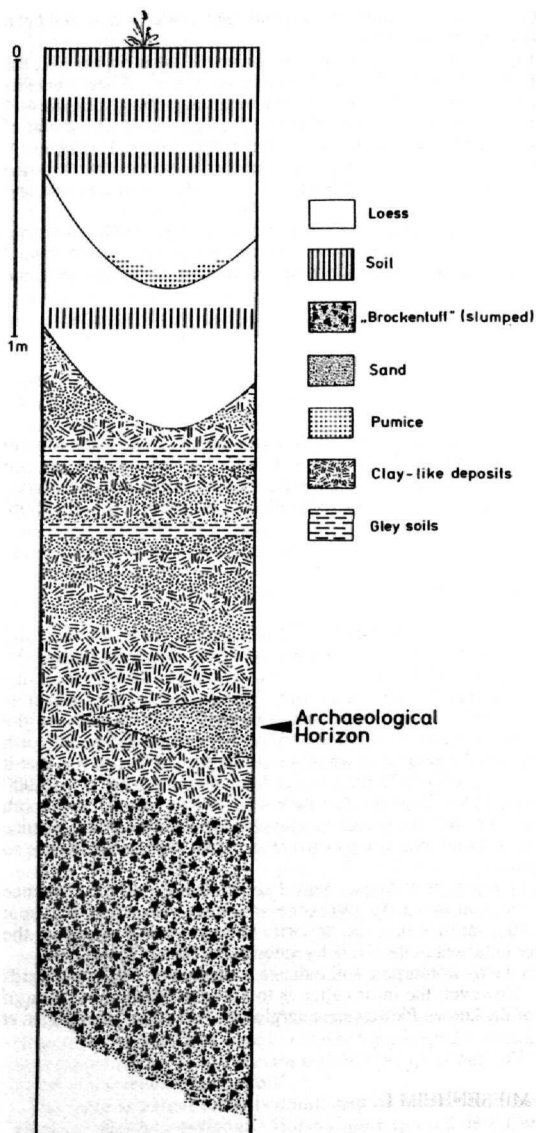 0
1m
Loess
Soil
„Brockentuff" (slumped)
Sand
Pumice
Clay-like deposits
Gley soils
Archaeological
Horizon